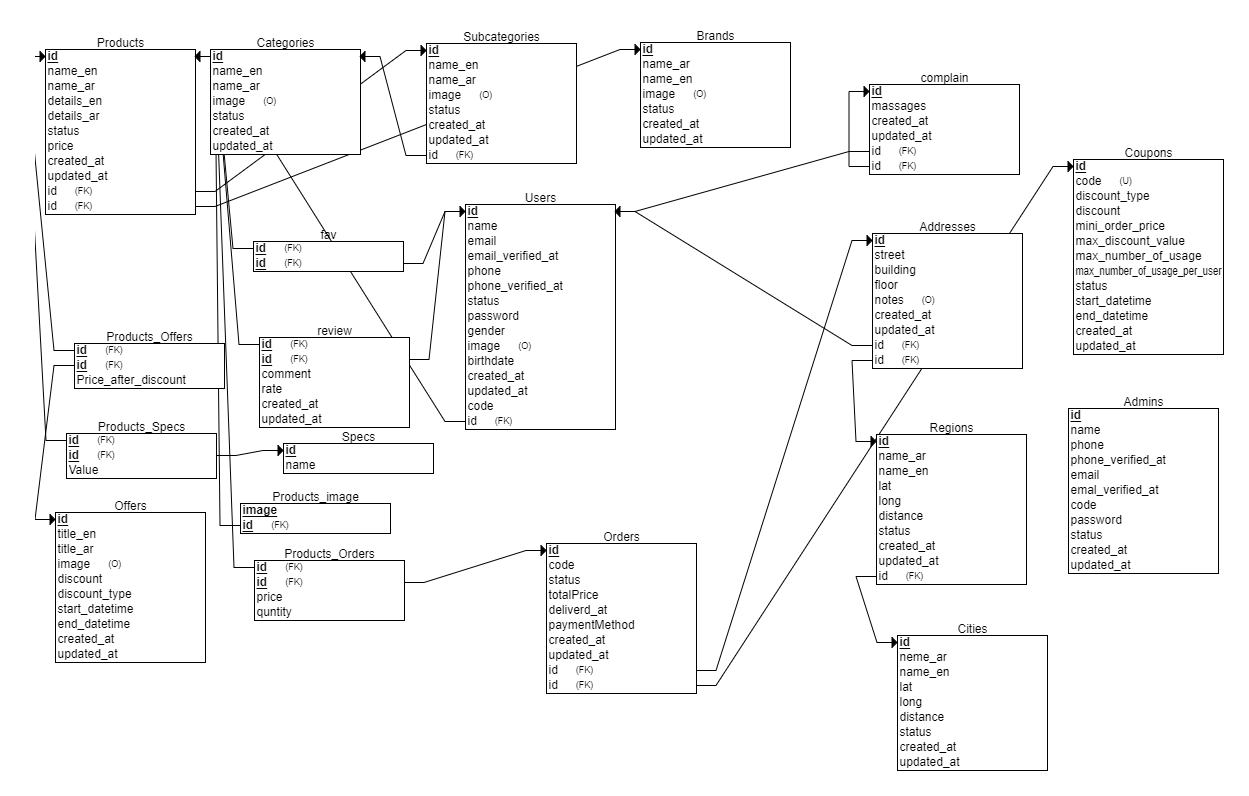 Products
id
name_en
name_ar
details_en
details_ar
status
price
created_at
updated_at
id (FK)
id (FK)
Categories
id
name_en
name_ar
image (O)
status
created_at
updated_at
Subcategories
id
name_en
name_ar
image (O)
status
created_at
updated_at
id (FK)
Brands
id
name_ar
name_en
image (O)
status
created_at
updated_at
complain
id
massages
created_at
updated_at
id (FK)
id (FK)
Coupons
id
code (U)
discount_type
discount
mini_order_price
max_discount_value
max_number_of_usage
max_number_of_usage_per_user
status
start_datetime
end_datetime
created_at
updated_at
Users
id
name
email
email_verified_at
phone
phone_verified_at
status
password
gender
image (O)
birthdate
created_at
updated_at
code
id (FK)
fav
id (FK)
id (FK)
Addresses
id
street
building
floor
notes (O)
created_at
updated_at
id (FK)
id (FK)
Products_Offers
id (FK)
id (FK)
Price_after_discount
review
id (FK)
id (FK)
comment
rate
created_at
updated_at
Admins
id
name
phone
phone_verified_at
email
emal_verified_at
code
password
status
created_at
updated_at
Products_Specs
id (FK)
id (FK)
Value
Specs
id
name
Regions
id
name_ar
name_en
lat
long
distance
status
created_at
updated_at
id (FK)
Products_image
image
id (FK)
Offers
id
title_en
title_ar
image (O)
discount
discount_type
start_datetime
end_datetime
created_at
updated_at
Products_Orders
id (FK)
id (FK)
price
quntity
Orders
id
code
status
totalPrice
deliverd_at
paymentMethod
created_at
updated_at
id (FK)
id (FK)
Cities
id
neme_ar
name_en
lat
long
distance
status
created_at
updated_at